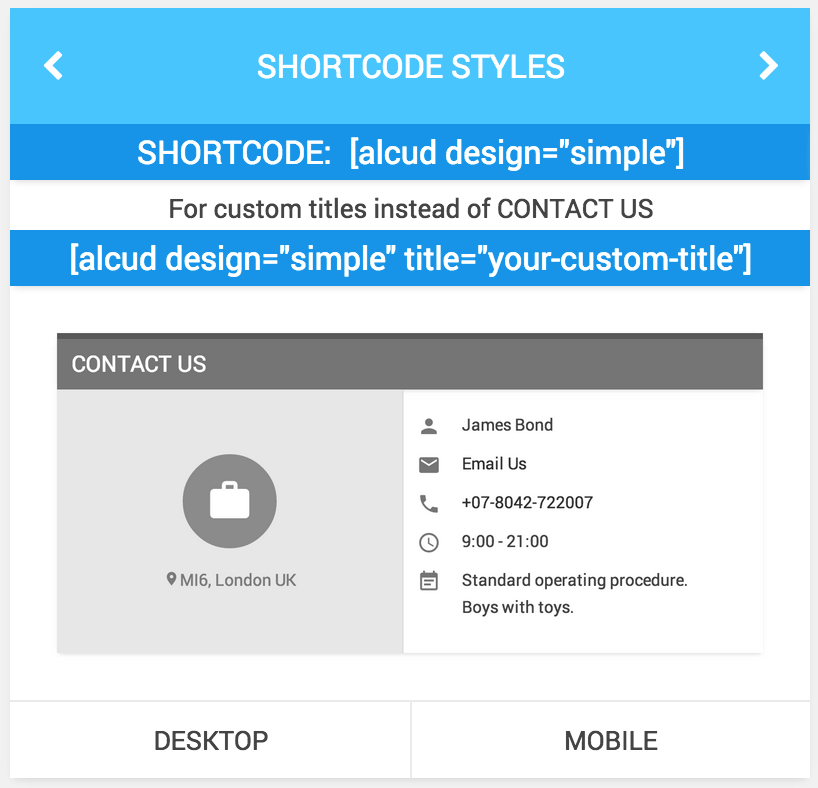 SHORTCODE STYLES
SHORTCODE: [alcud design="simple"]
For custom titles instead of CONTACT US
[alcud design="simple" title="your-custom-title"]
CONTACT US
MI6, London UK
James Bond
Email Us
+07-8042-722007
9:00 - 21:00
Standard operating procedure.
Boys with toys.
DESKTOP
MOBILE